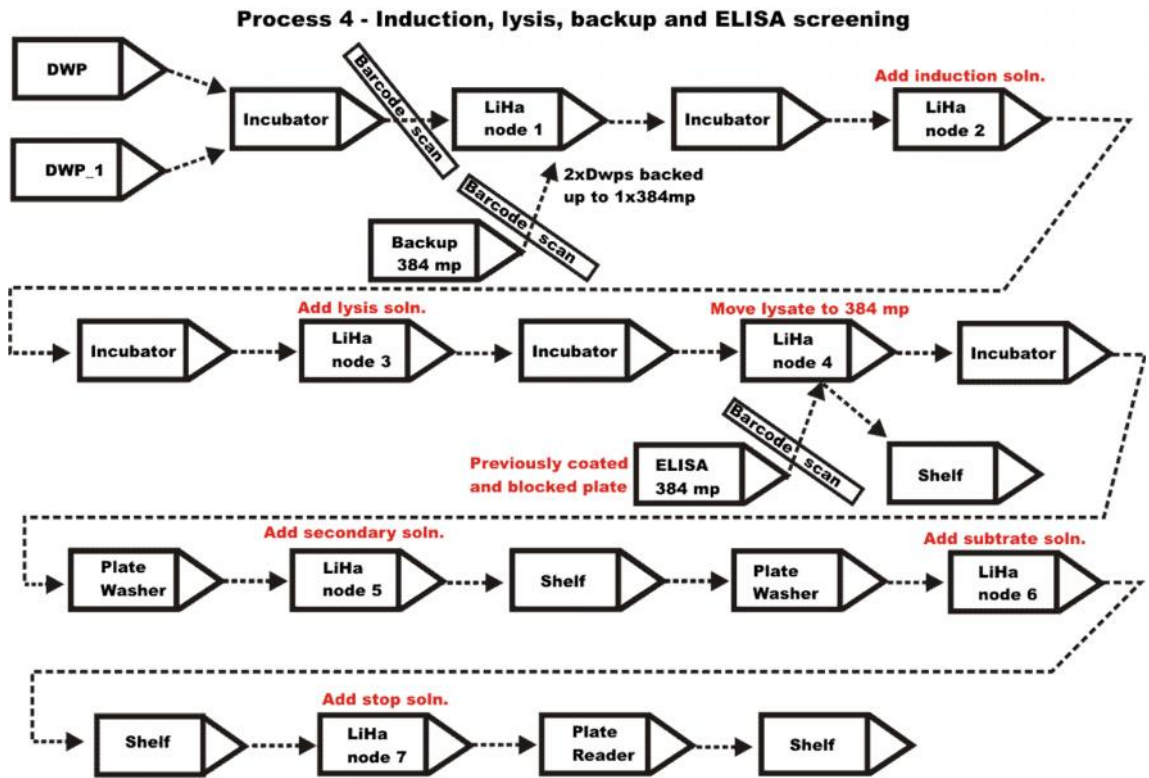 Process 4 - Induction, lysis, backup and ELISA screening
DWP
DWP_1
Incubator
Barcode scan
LiHa
node 1
Incubator
Add induction soln.
LiHa
node 2
2xDwps backed
up to 1x384mp
Barcode scan
Backup
384 mp
Incubator
Add lysis soln.
LiHa
node 3
Incubator
Move lysate to 384 mp
LiHa
node 4
Incubator
Previously coated
and blocked plate
ELISA
384 mp
Barcode scan
Shelf
Plate
Washer
Add secondary soln.
LiHa
node 5
Shelf
Plate
Washer
Add subtrate soln.
LiHa
node 6
Shelf
Add stop soln.
LiHa
node 7
Plate
Reader
Shelf